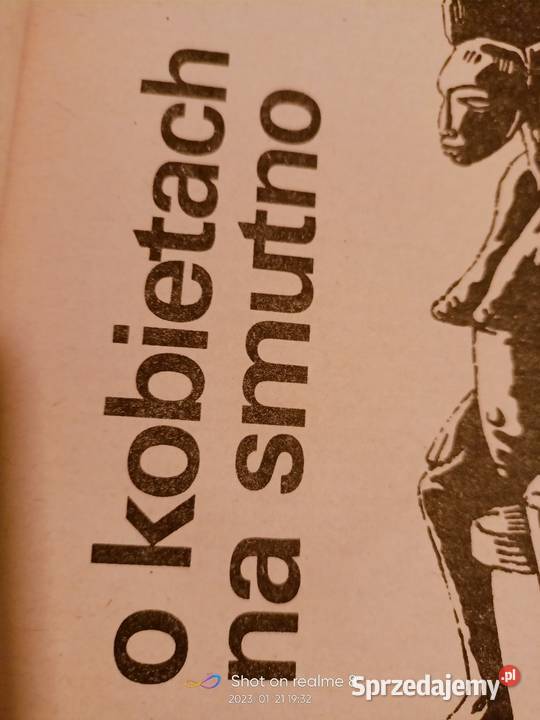 o kobietach
na smutno
Shot on realme 8
2023.01.21 19:32
Sprzedajemy.pl